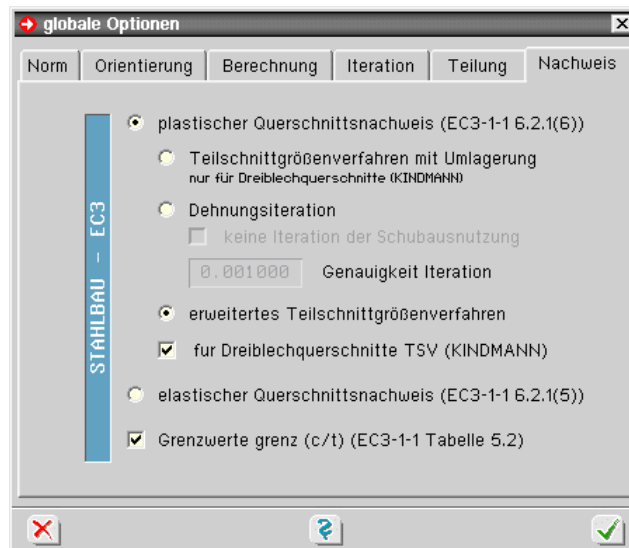 globale Optionen
Norm
Orientierung
Berechnung
Iteration
Teilung
Nachweis
STAHLBAU - EC3
plastischer Querschnittsnachweis (EC3-1-1 6.2.1(6))
Teilschnittgrößenverfahren mit Umlagerung
nur für Dreiblechquerschnitte (KINDMANN)
Dehnungsiteration
keine Iteration der Schubausnutzung
0.001000 Genauigkeit Iteration
erweitertes Teilschnittgrößenverfahren
fur Dreiblechquerschnitte TSV (KINDMANN)
elastischer Querschnittsnachweis (EC3-1-1 6.2.1(5))
Grenzwerte grenz (c/t) (EC3-1-1 Tabelle 5.2)